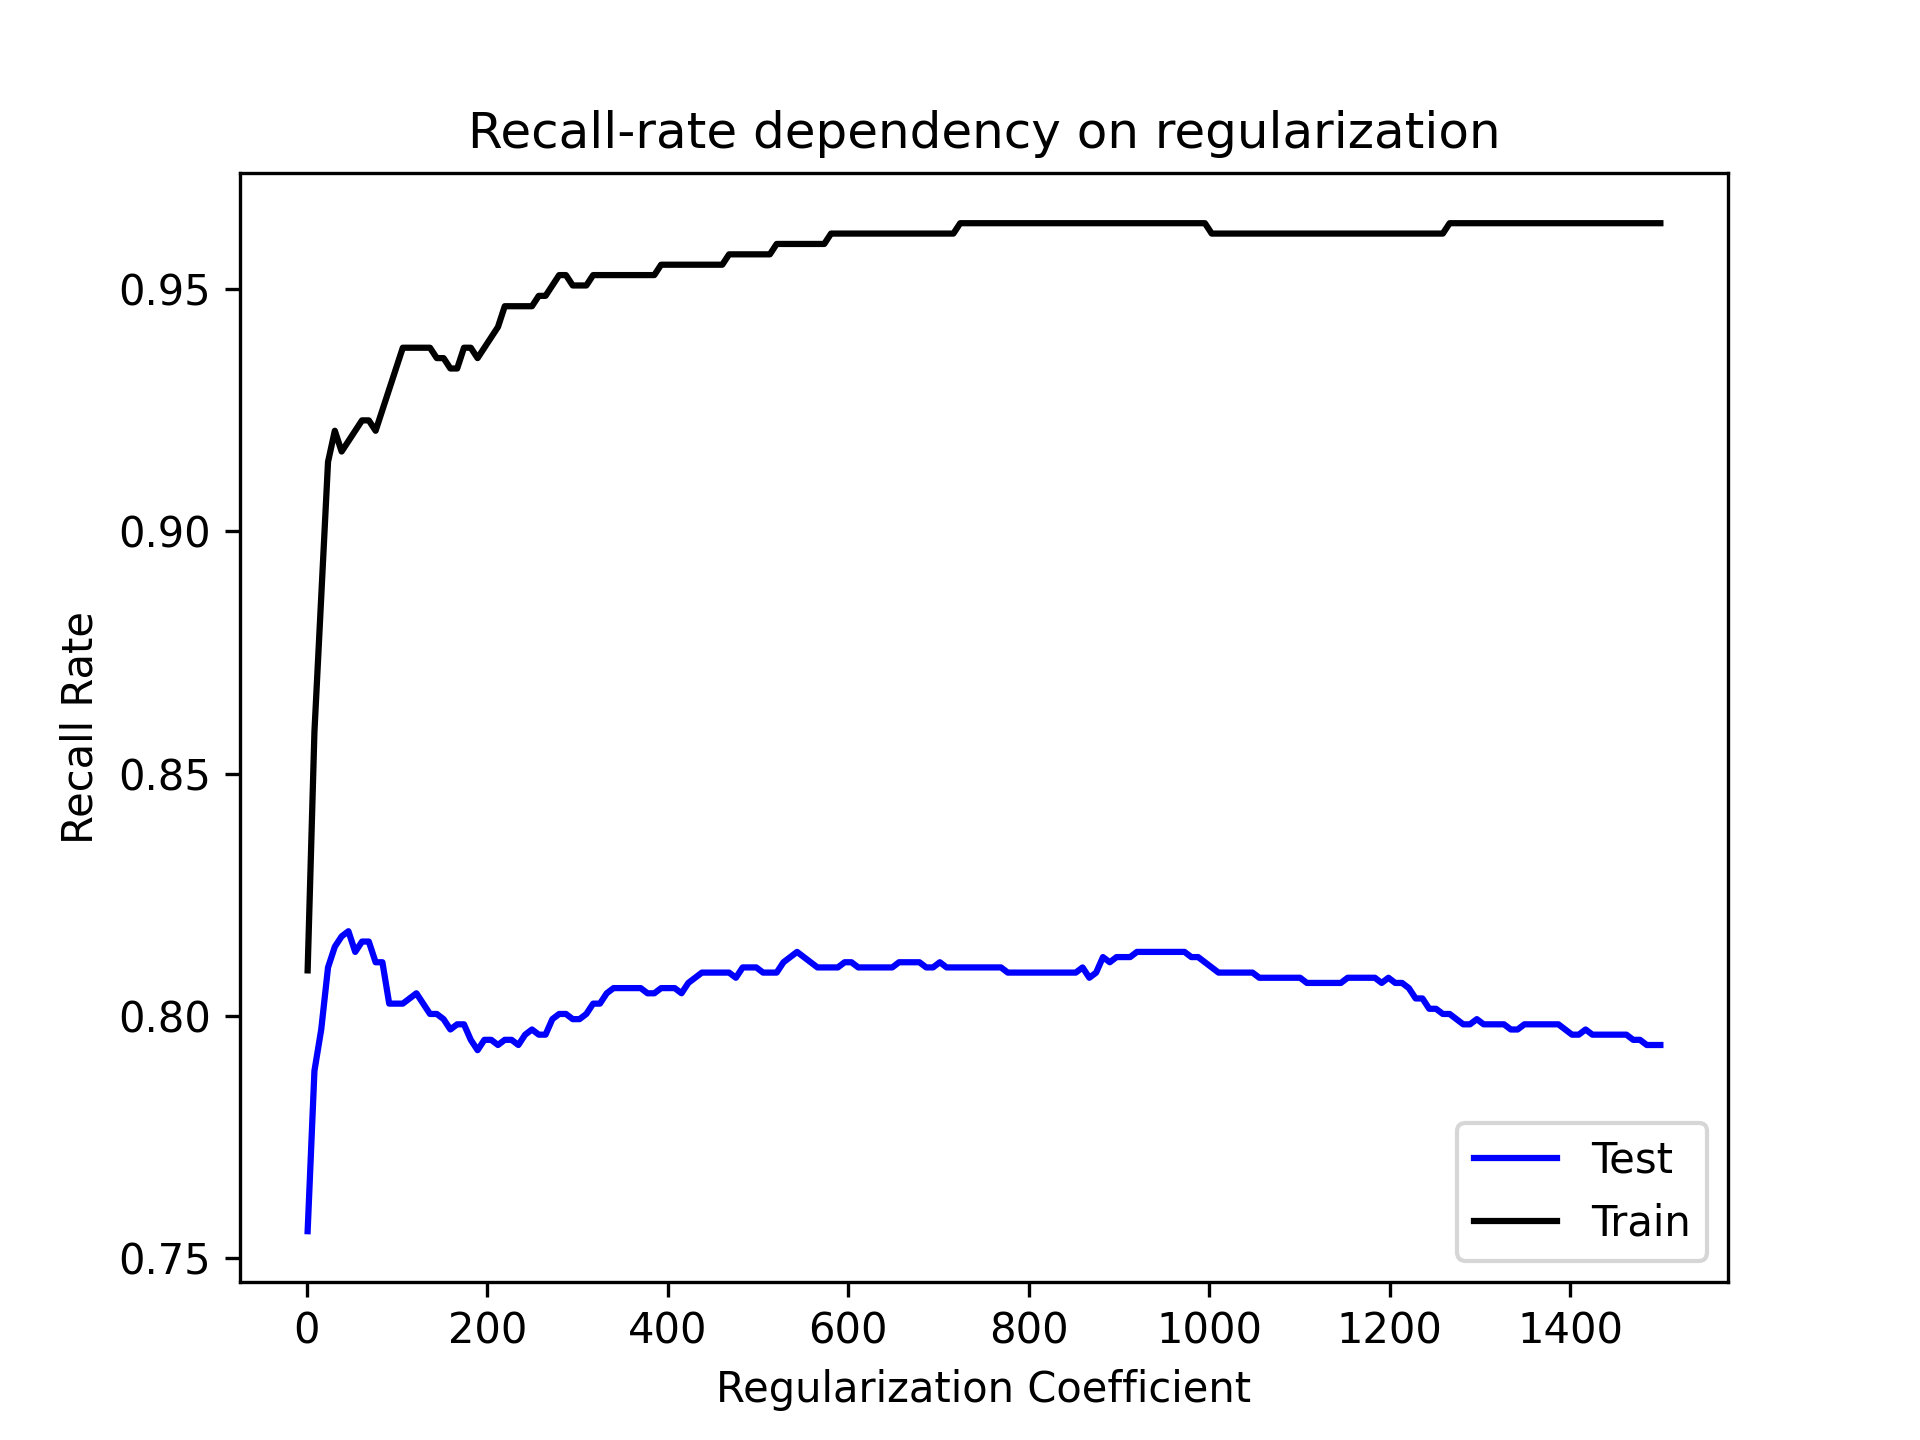 Recall-rate dependency on regularization
Recall Rate
0.95
0.90
0.85
0.80
0.75
0 200 400 600 800 1000 1200 1400
Regularization Coefficient
Test
Train